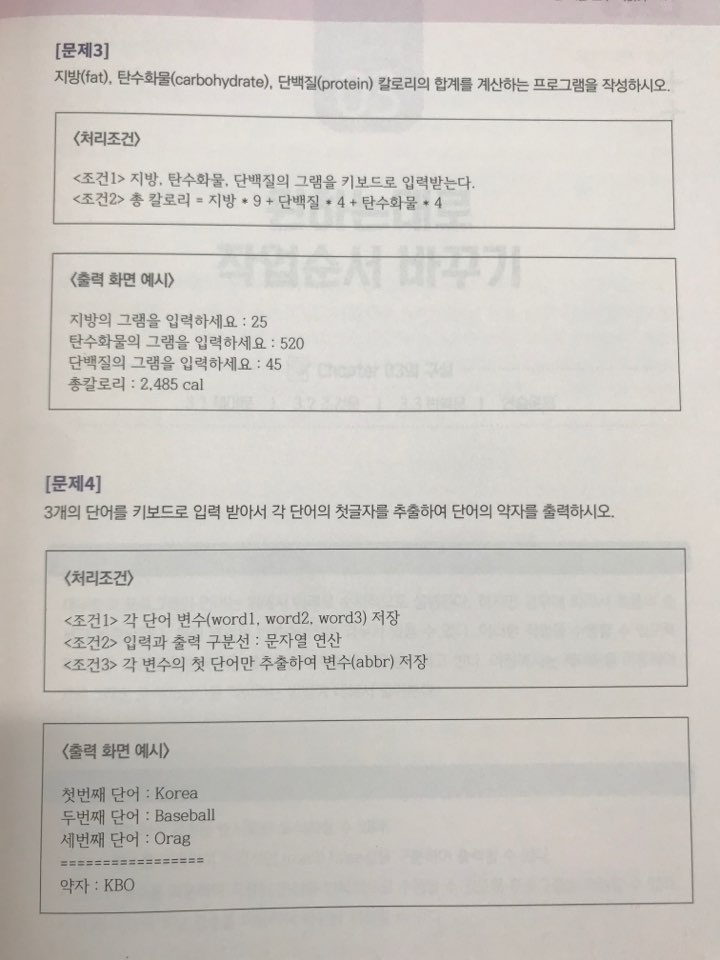 [문제3]
지방(fat), 탄수화물(carbohydrate), 단백질(protein) 칼로리의 합계를 계산하는 프로그램을 작성하시오.
<처리조건>
<조건1> 지방, 탄수화물, 단백질의 그램을 키보드로 입력받는다.
<조건2> 총 칼로리 = 지방 * 9 + 단백질 * 4 + 탄수화물 * 4
<출력 화면 예시>
지방의 그램을 입력하세요 : 25
탄수화물의 그램을 입력하세요 : 520
단백질의 그램을 입력하세요 : 45
총칼로리 : 2,485 cal
[문제4]
3개의 단어를 키보드로 입력 받아서 각 단어의 첫글자를 추출하여 단어의 약자를 출력하시오.
<처리조건>
<조건1> 각 단어 변수(word1, word2, word3) 저장
<조건2> 입력과 출력 구분선 : 문자열 연산
<조건3> 각 변수의 첫 단어만 추출하여 변수(abbr) 저장
<출력 화면 예시>
첫번째 단어 : Korea
두번째 단어 : Baseball
세번째 단어 : Orag
=================
약자 : KBO